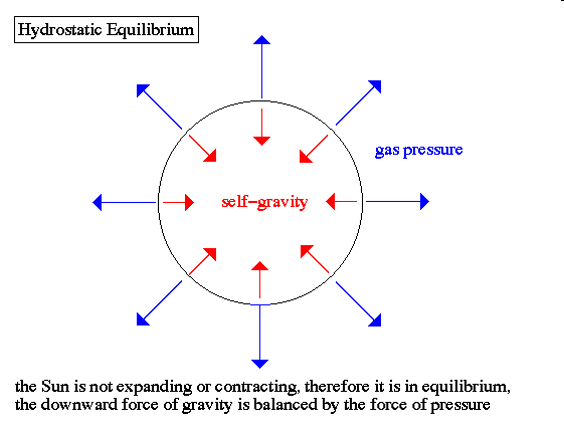 Hydrostatic Equilibrium
gas pressure
self-gravity
the Sun is not expanding or contracting, therefore it is in equilibrium,
the downward force of gravity is balanced by the force of pressure